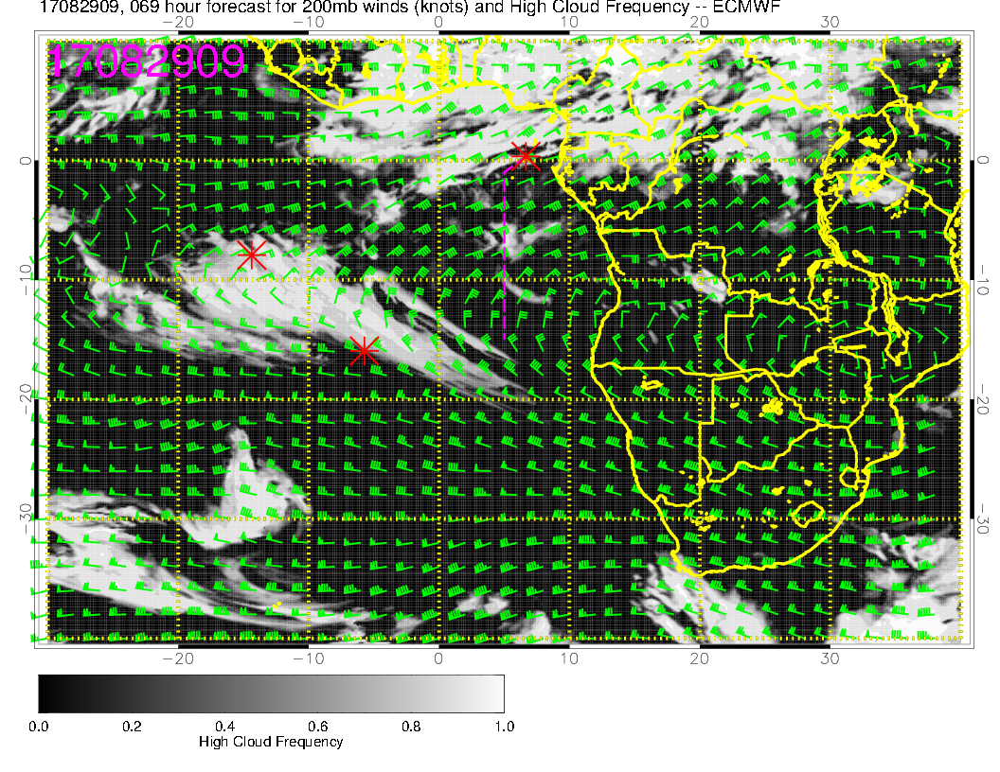 17082909, 069 hour forecast for 200mb winds (knots) and High Cloud Frequency -- ECMWF
−20 −10 0 10 20 30
17082909
0 0
−10 −10
−20 −20
−30 −30
−20 −10 0 10 20 30
0.0 0.2 0.4 0.6 0.8 1.0
High Cloud Frequency